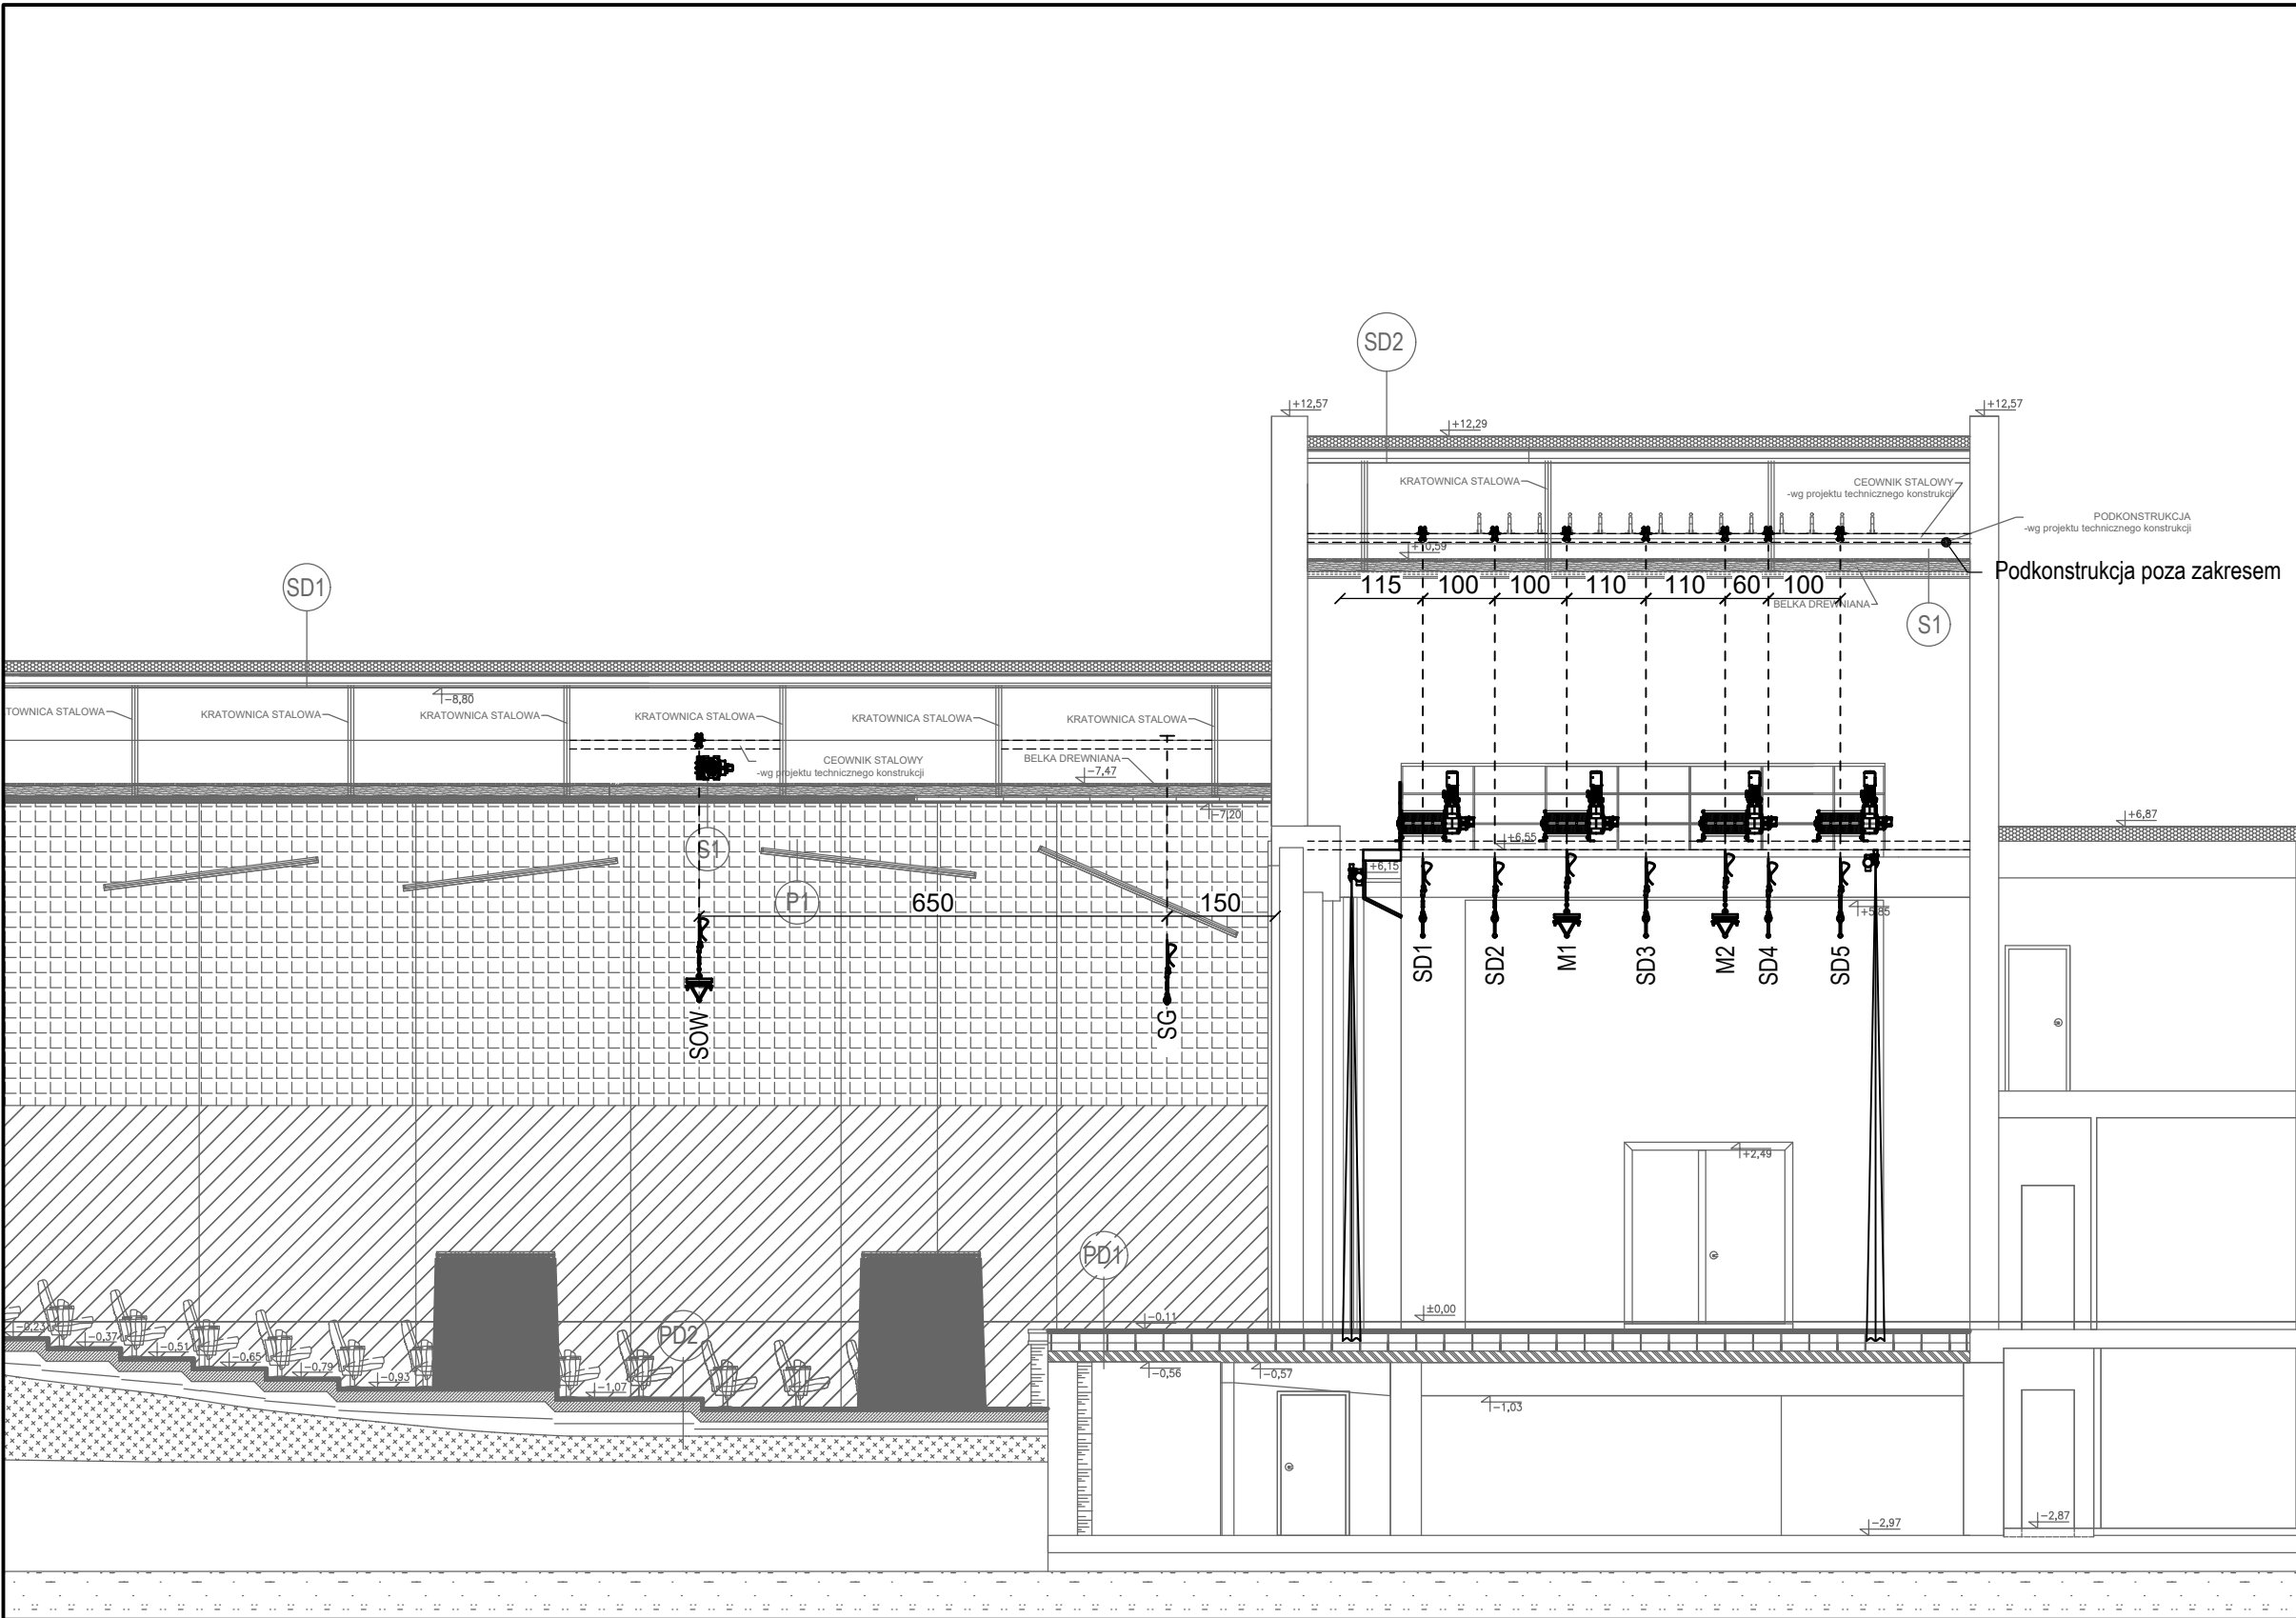 SD2
+12,57
+12,57
+12,29
KRATOWNICA STALOWA
CEOWNIK STALOWY
-wg projektu technicznego konstrukcji
PODKONSTRUKCJA
-wg projektu technicznego konstrukcji
+10,59
Podkonstrukcja poza zakresem
115 100 100 110 110 60 100
BELKA DREWNIANA
S1
SD1
-8,80
TOWNICA STALOWA
KRATOWNICA STALOWA
KRATOWNICA STALOWA
KRATOWNICA STALOWA
KRATOWNICA STALOWA
KRATOWNICA STALOWA
CEOWNIK STALOWY
-wg projektu technicznego konstrukcji
BELKA DREWNIANA
-7,47
-7,20
+6,87
+6,55
S1
+6,15
P1
650
150
+5,85
SD1
SD2
M1
SD3
M2
SD4
SD5
SOW
SG
+2,49
PD1
±0,00
-0,11
PD2
-0,23
-0,37
-0,51
-0,65
-0,79
-0,93
-1,07
-0,56
-0,57
-1,03
-2,97
-2,87